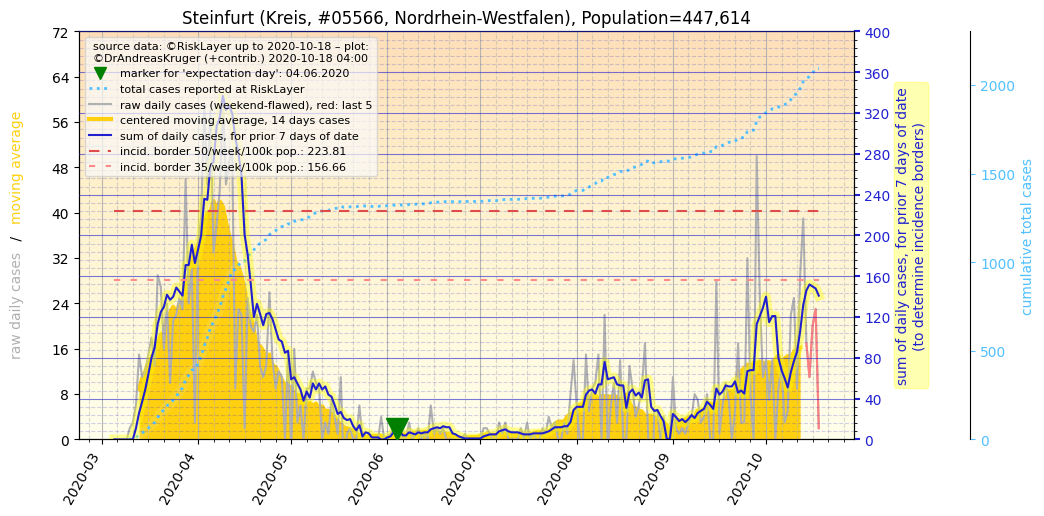 Steinfurt (Kreis, #05566, Nordrhein-Westfalen), Population=447,614
source data: ©RiskLayer up to 2020-10-18 – plot:
©DrAndreasKruger (+contrib.) 2020-10-18 04:00
marker for 'expectation day': 04.06.2020
total cases reported at RiskLayer
raw daily cases (weekend-flawed), red: last 5
centered moving average, 14 days cases
sum of daily cases, for prior 7 days of date
incid. border 50/week/100k pop.: 223.81
incid. border 35/week/100k pop.: 156.66
raw daily cases / moving average
72
64
56
48
40
32
24
16
8
0
2020-03
2020-04
2020-05
2020-06
2020-07
2020-08
2020-09
2020-10
400
360
320
280
240
200
160
120
80
40
0
sum of daily cases, for prior 7 days of date
(to determine incidence borders)
2000
1500
1000
500
0
cumulative total cases